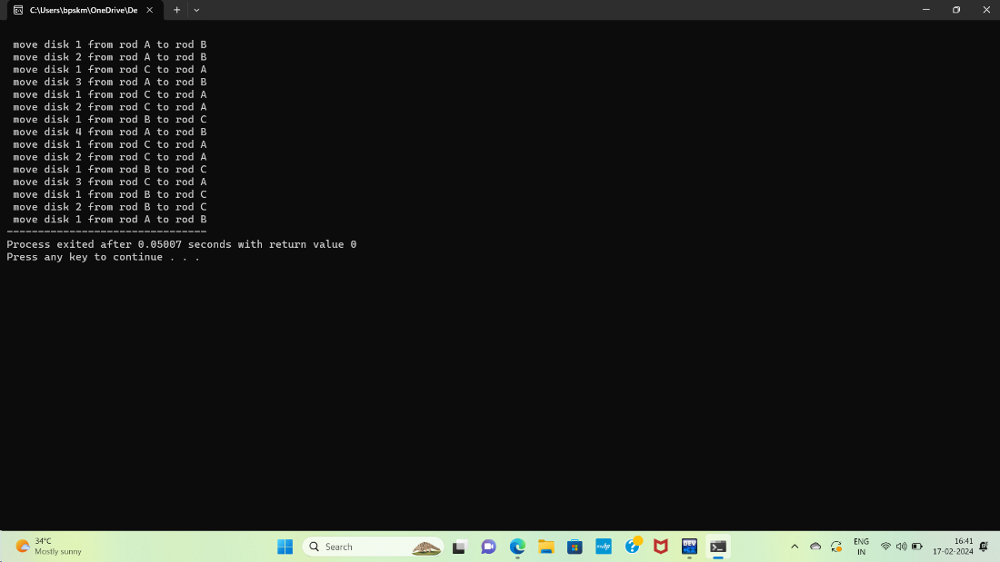 C:\Users\bpskm\OneDrive\De
move disk 1 from rod A to rod B
move disk 2 from rod A to rod B
move disk 1 from rod C to rod A
move disk 3 from rod A to rod B
move disk 1 from rod C to rod A
move disk 2 from rod C to rod A
move disk 1 from rod B to rod C
move disk 4 from rod A to rod B
move disk 1 from rod C to rod A
move disk 2 from rod C to rod A
move disk 1 from rod B to rod C
move disk 3 from rod C to rod A
move disk 1 from rod B to rod C
move disk 2 from rod B to rod C
move disk 1 from rod A to rod B
--------------------------------
Process exited after 0.05007 seconds with return value 0
Press any key to continue . . .
34°C
Mostly sunny
Search
DEV
ENG
IN
16:41
17-02-2024